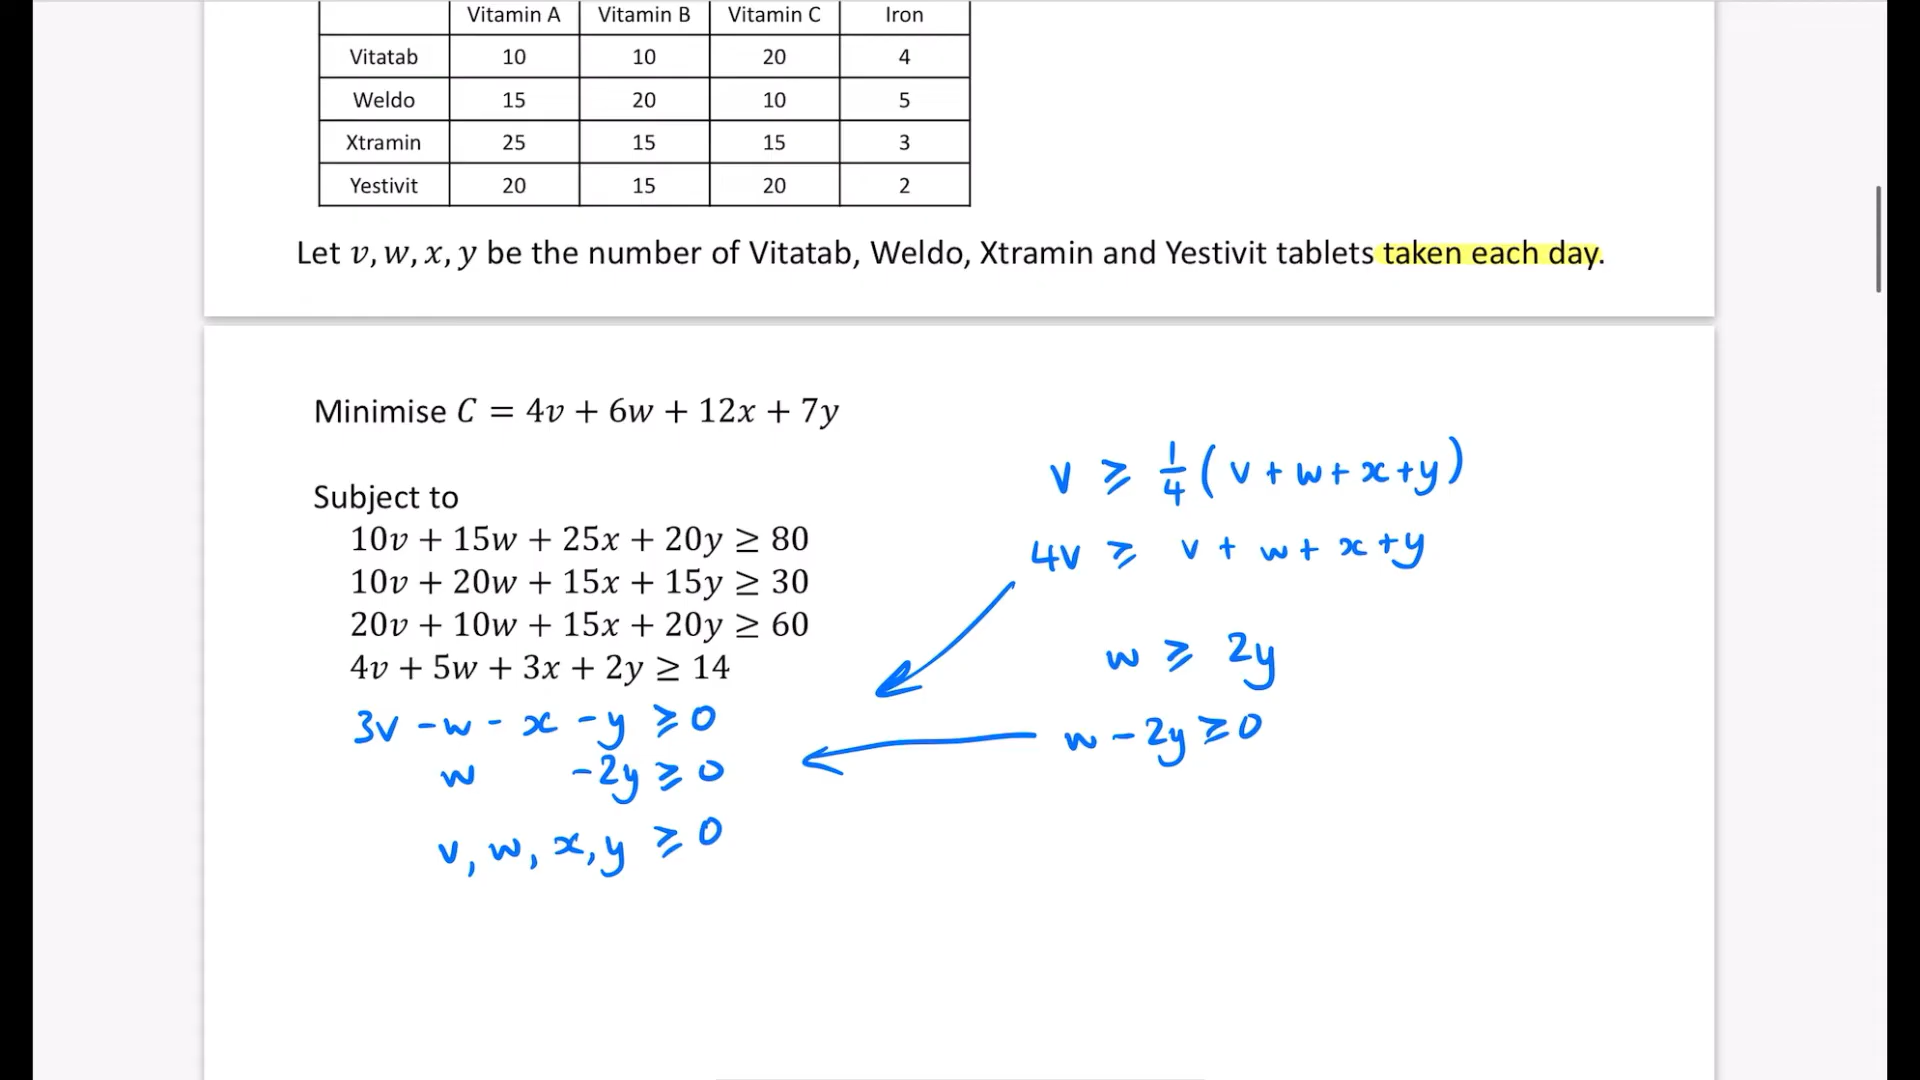 Vitamin A Vitamin B Vitamin C Iron
Vitatab 10 10 20 4
Weldo 15 20 10 5
Xtramin 25 15 15 3
Yestivit 20 15 20 2
Let v, w, x, y be the number of Vitatab, Weldo, Xtramin and Yestivit tablets taken each day.
Minimise C = 4v + 6w + 12x + 7y
Subject to
10v + 15w + 25x + 20y ≥ 80
10v + 20w + 15x + 15y ≥ 30
20v + 10w + 15x + 20y ≥ 60
4v + 5w + 3x + 2y ≥ 14
3v - w - x - y ≥ 0
w - 2y ≥ 0
v, w, x, y ≥ 0
v ≥ 1/4 (v + w + x + y)
4v ≥ v + w + x + y
w ≥ 2y
w - 2y ≥ 0